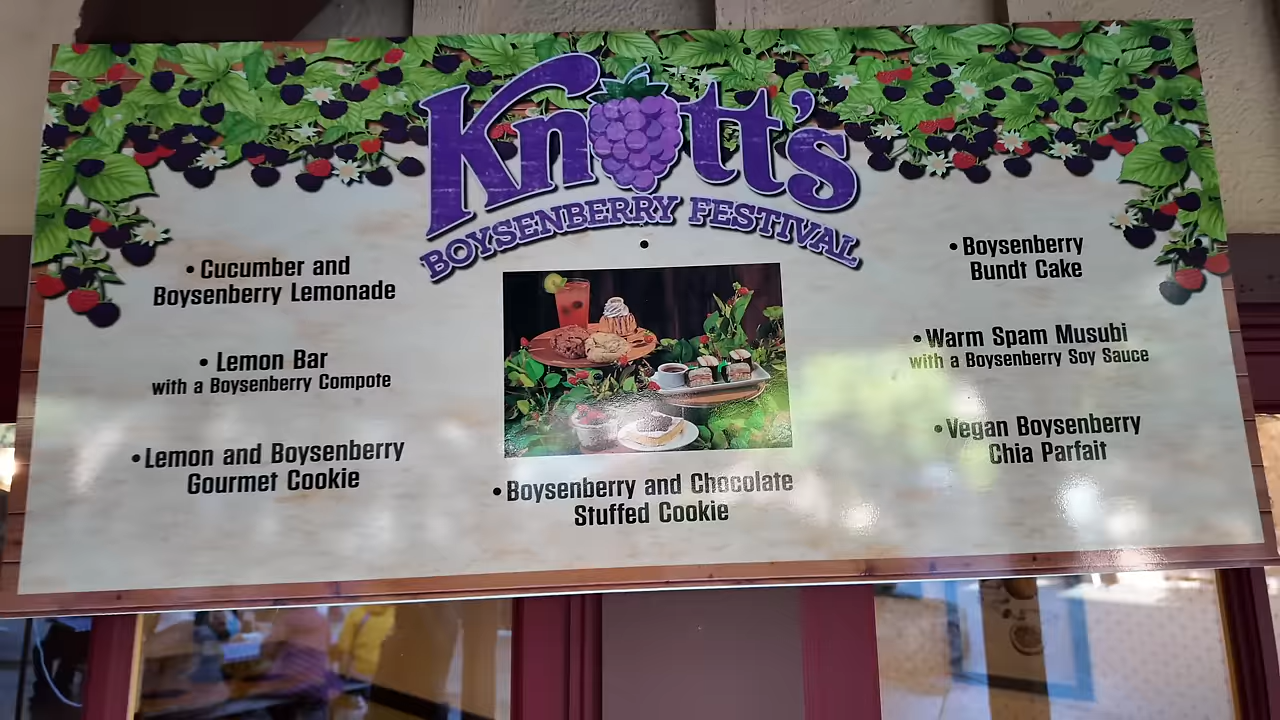 Knott's
BOYSENBERRY FESTIVAL
• Cucumber and
Boysenberry Lemonade
• Lemon Bar
with a Boysenberry Compote
• Lemon and Boysenberry
Gourmet Cookie
• Boysenberry and Chocolate
Stuffed Cookie
• Boysenberry
Bundt Cake
• Warm Spam Musubi
with a Boysenberry Soy Sauce
• Vegan Boysenberry
Chia Parfait